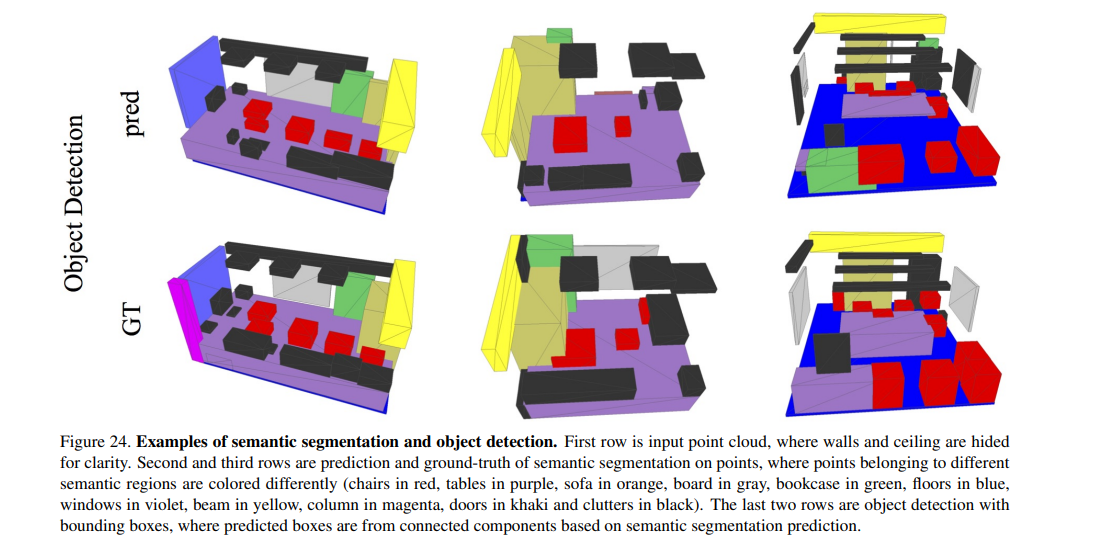 Object Detection
pred
GT
Figure 24. Examples of semantic segmentation and object detection. First row is input point cloud, where walls and ceiling are hided
for clarity. Second and third rows are prediction and ground-truth of semantic segmentation on points, where points belonging to different
semantic regions are colored differently (chairs in red, tables in purple, sofa in orange, board in gray, bookcase in green, floors in blue,
windows in violet, beam in yellow, column in magenta, doors in khaki and clutters in black). The last two rows are object detection with
bounding boxes, where predicted boxes are from connected components based on semantic segmentation prediction.